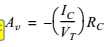 A_v = -(I_C / V_T) R_C